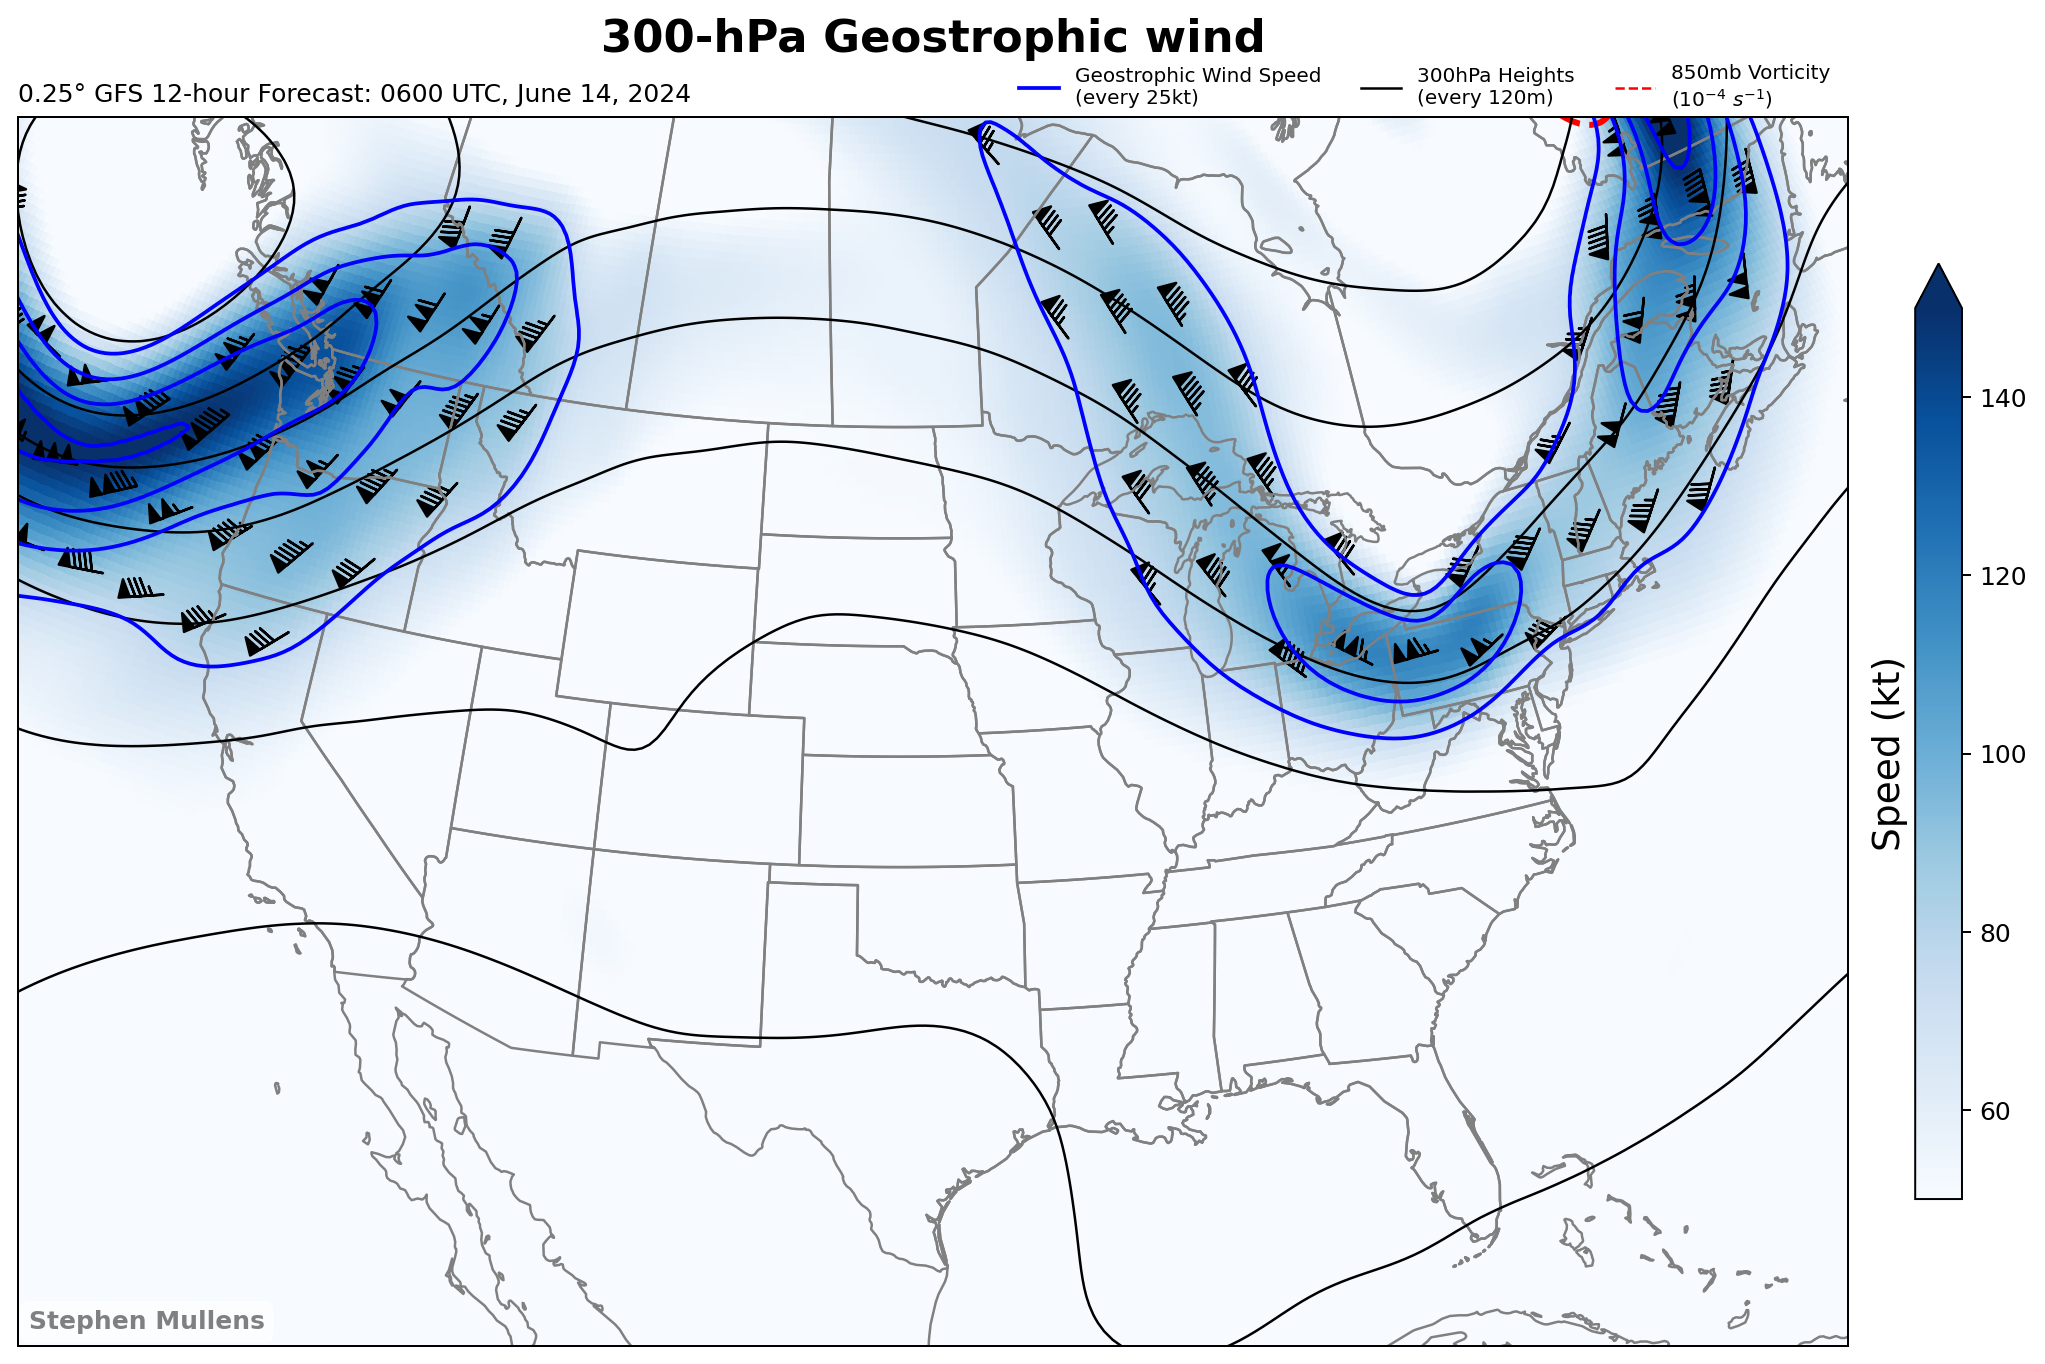 300-hPa Geostrophic wind
0.25° GFS 12-hour Forecast: 0600 UTC, June 14, 2024
Geostrophic Wind Speed
(every 25kt)
300hPa Heights
(every 120m)
850mb Vorticity
(10⁻⁴ s⁻¹)
140
120
100
80
60
Speed (kt)
Stephen Mullens